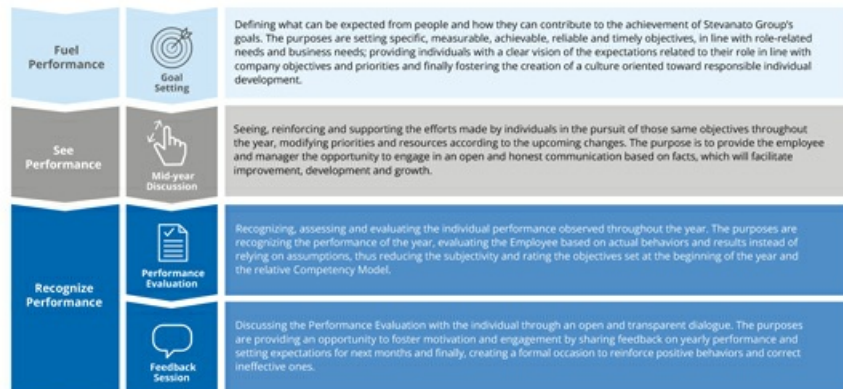 Fuel
Performance
Goal
Setting
Defining what can be expected from people and how they can contribute to the achievement of Stevanato Group's
goals. The purposes are setting specific, measurable, achievable, reliable and timely objectives, in line with role-related
needs and business needs; providing individuals with a clear vision of the expectations related to their role in line with
company objectives and priorities and finally fostering the creation of a culture oriented toward responsible individual
development.
See
Performance
Mid-year
Discussion
Seeing, reinforcing and supporting the efforts made by individuals in the pursuit of those same objectives throughout
the year, modifying priorities and resources according to the upcoming changes. The purpose is to provide the employee
and manager the opportunity to engage in an open and honest communication based on facts, which will facilitate
improvement, development and growth.
Recognize
Performance
Performance
Evaluation
Recognizing, assessing and evaluating the individual performance observed throughout the year. The purposes are
recognizing the performance of the year, evaluating the Employee based on actual behaviors and results instead of
relying on assumptions, thus reducing the subjectivity and rating the objectives set at the beginning of the year and
the relative Competency Model.
Feedback
Session
Discussing the Performance Evaluation with the individual through an open and transparent dialogue. The purposes
are providing an opportunity to foster motivation and engagement by sharing feedback on yearly performance and
setting expectations for next months and finally, creating a formal occasion to reinforce positive behaviors and correct
ineffective ones.